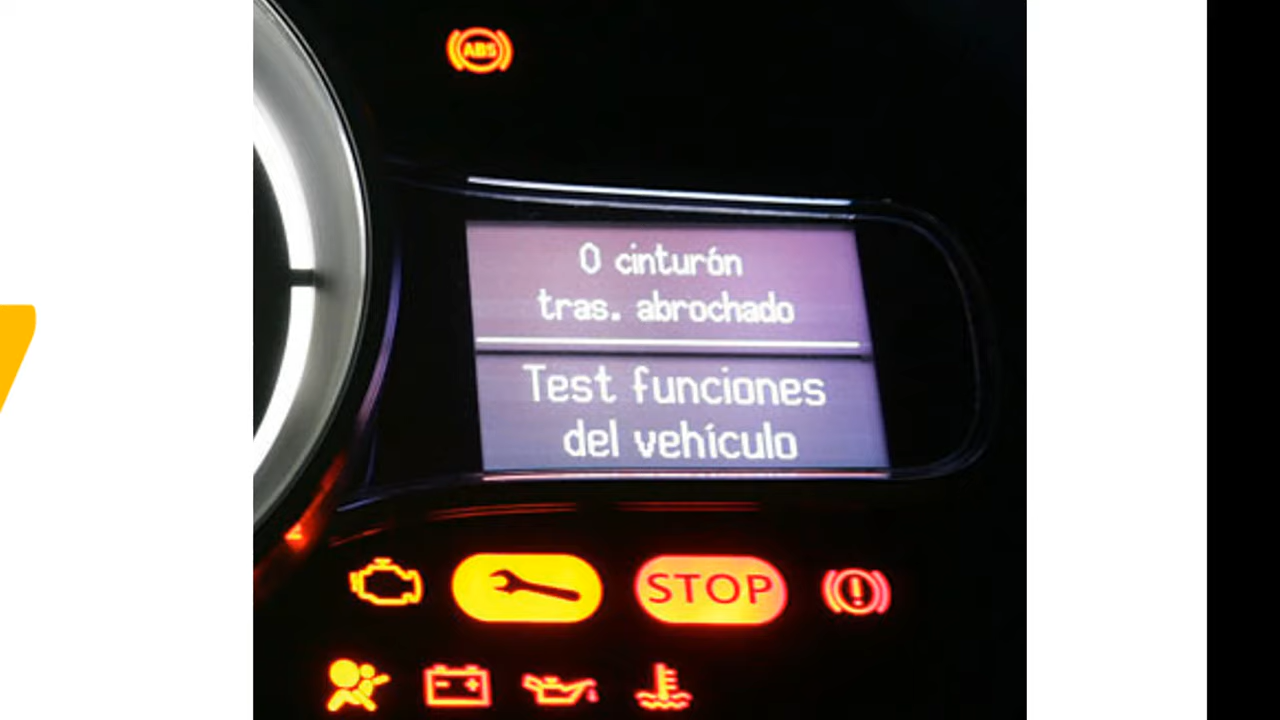 ABS
0 cinturón
tras. abrochado
Test funciones
del vehículo
STOP